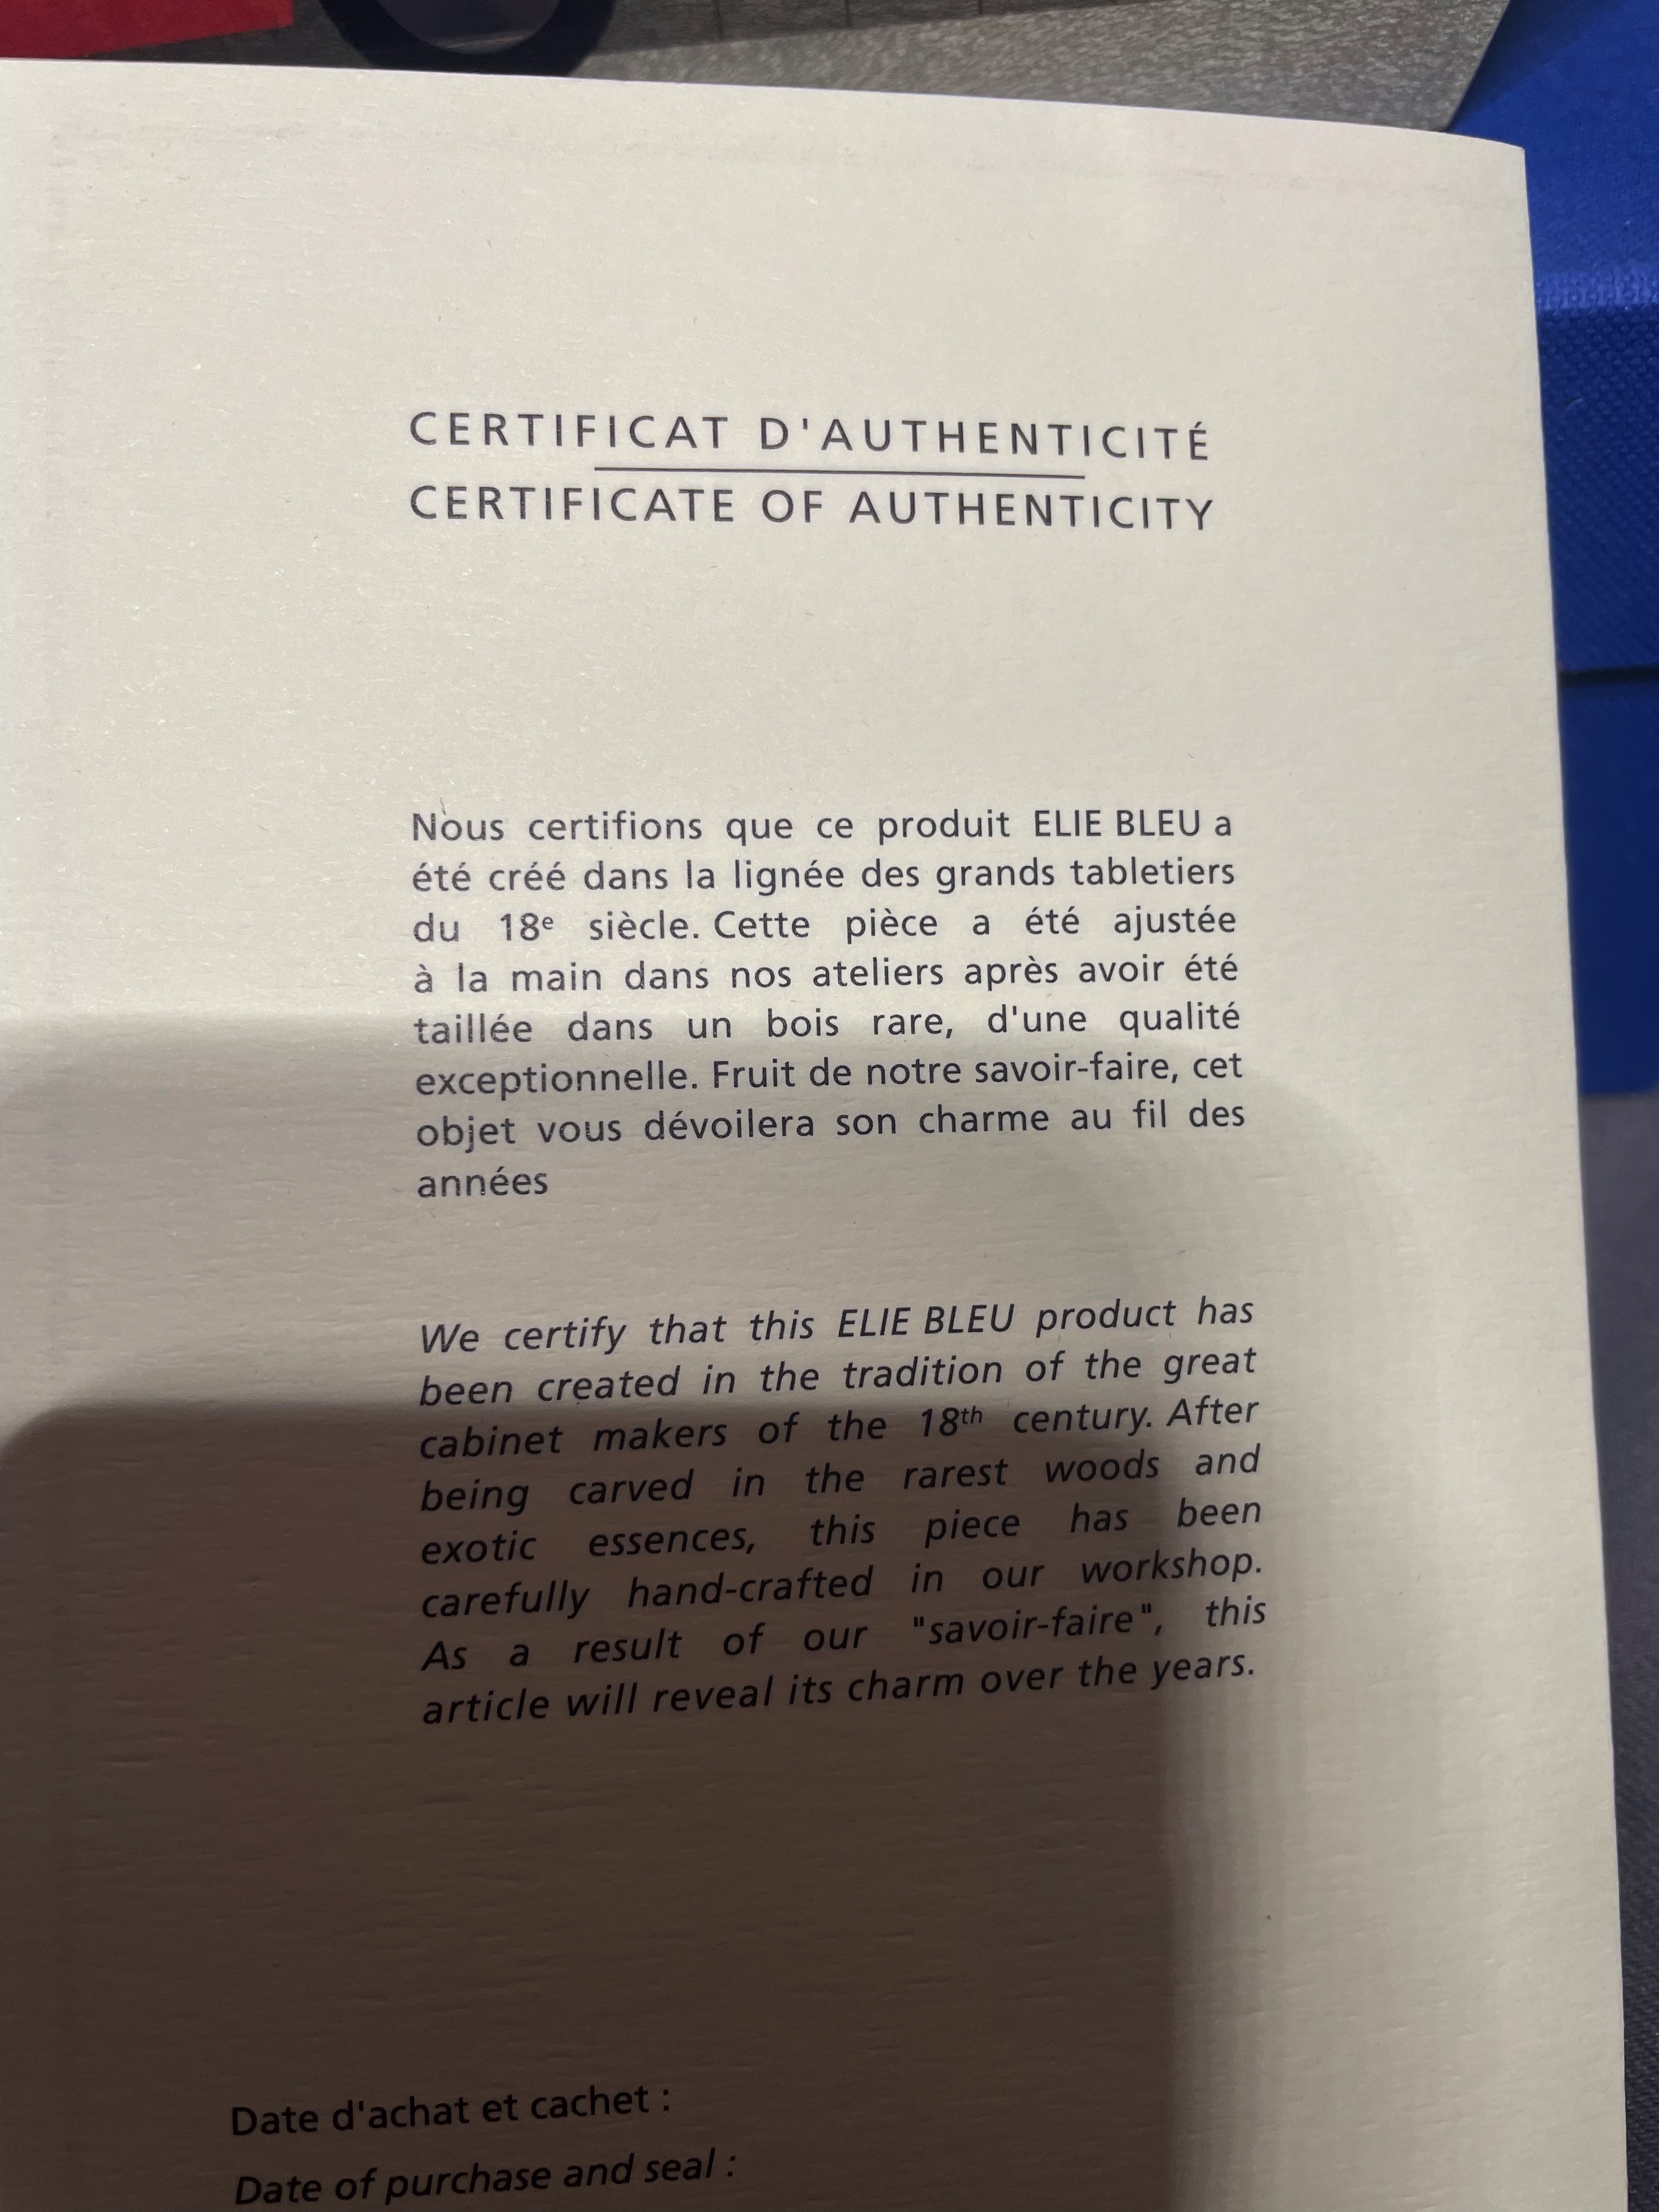 CERTIFICAT D'AUTHENTICITÉ
CERTIFICATE OF AUTHENTICITY
Nous certifions que ce produit ELIE BLEU a
été créé dans la lignée des grands tabletiers
du 18e siècle. Cette pièce a été ajustée
à la main dans nos ateliers après avoir été
taillée dans un bois rare, d'une qualité
exceptionnelle. Fruit de notre savoir-faire, cet
objet vous dévoilera son charme au fil des
années
We certify that this ELIE BLEU product has
been created in the tradition of the great
cabinet makers of the 18th century. After
being carved in the rarest woods and
exotic essences, this piece has been
carefully hand-crafted in our workshop.
As a result of our "savoir-faire", this
article will reveal its charm over the years.
Date d'achat et cachet :
Date of purchase and seal :